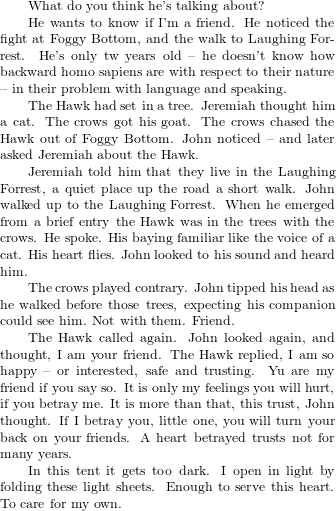 What do you think he's talking about?
He wants to know if I'm a friend. He noticed the
fight at Foggy Bottom, and the walk to Laughing For-
rest. He's only tw years old – he doesn't know how
backward homo sapiens are with respect to their nature
– in their problem with language and speaking.
The Hawk had set in a tree. Jeremiah thought him
a cat. The crows got his goat. The crows chased the
Hawk out of Foggy Bottom. John noticed – and later
asked Jeremiah about the Hawk.
Jeremiah told him that they live in the Laughing
Forrest, a quiet place up the road a short walk. John
walked up to the Laughing Forrest. When he emerged
from a brief entry the Hawk was in the trees with the
crows. He spoke. His baying familiar like the voice of a
cat. His heart flies. John looked to his sound and heard
him.
The crows played contrary. John tipped his head as
he walked before those trees, expecting his companion
could see him. Not with them. Friend.
The Hawk called again. John looked again, and
thought, I am your friend. The Hawk replied, I am so
happy – or interested, safe and trusting. Yu are my
friend if you say so. It is only my feelings you will hurt,
if you betray me. It is more than that, this trust, John
thought. If I betray you, little one, you will turn your
back on your friends. A heart betrayed trusts not for
many years.
In this tent it gets too dark. I open in light by
folding these light sheets. Enough to serve this heart.
To care for my own.